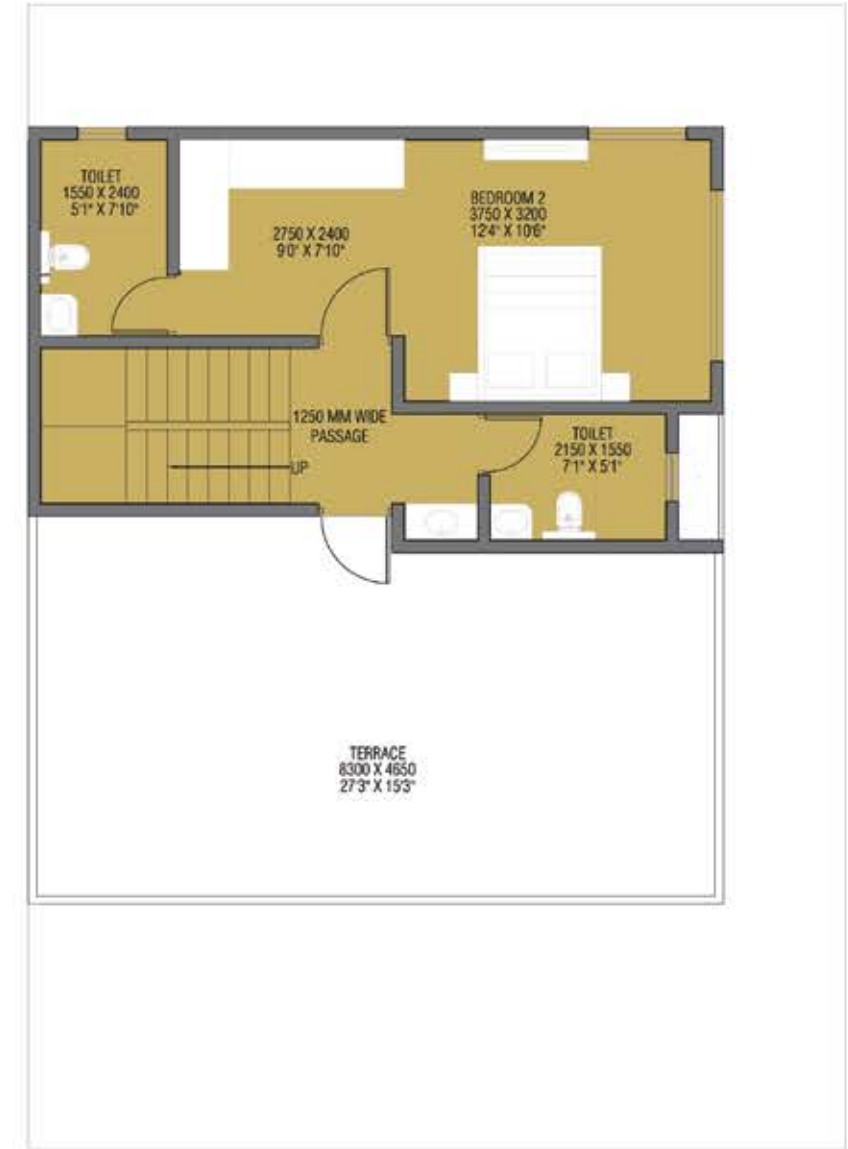 TOILET
1550 X 2400
5'1" X 7'10"
2750 X 2400
9'0" X 7'10"
BEDROOM 2
3750 X 3200
12'4" X 10'6"
1250 MM WIDE
PASSAGE
UP
TOILET
2150 X 1550
7'1" X 5'1"
TERRACE
8300 X 4650
27'3" X 15'3"